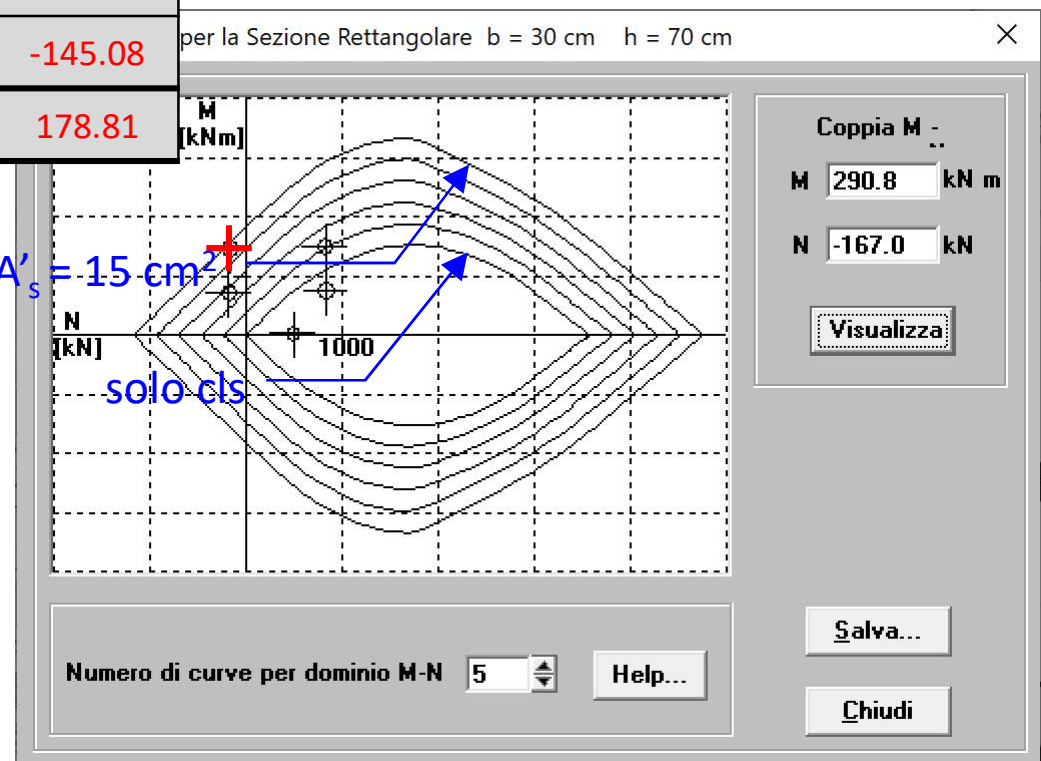 -145.08
178.81
per la Sezione Rettangolare b = 30 cm h = 70 cm
M
[kNm]
A's = 15 cm²
N
[kN]
1000
solo cls
Coppia M -
M 290.8 kN m
N -167.0 kN
Visualizza
Numero di curve per dominio M-N 5
Help...
Salva...
Chiudi